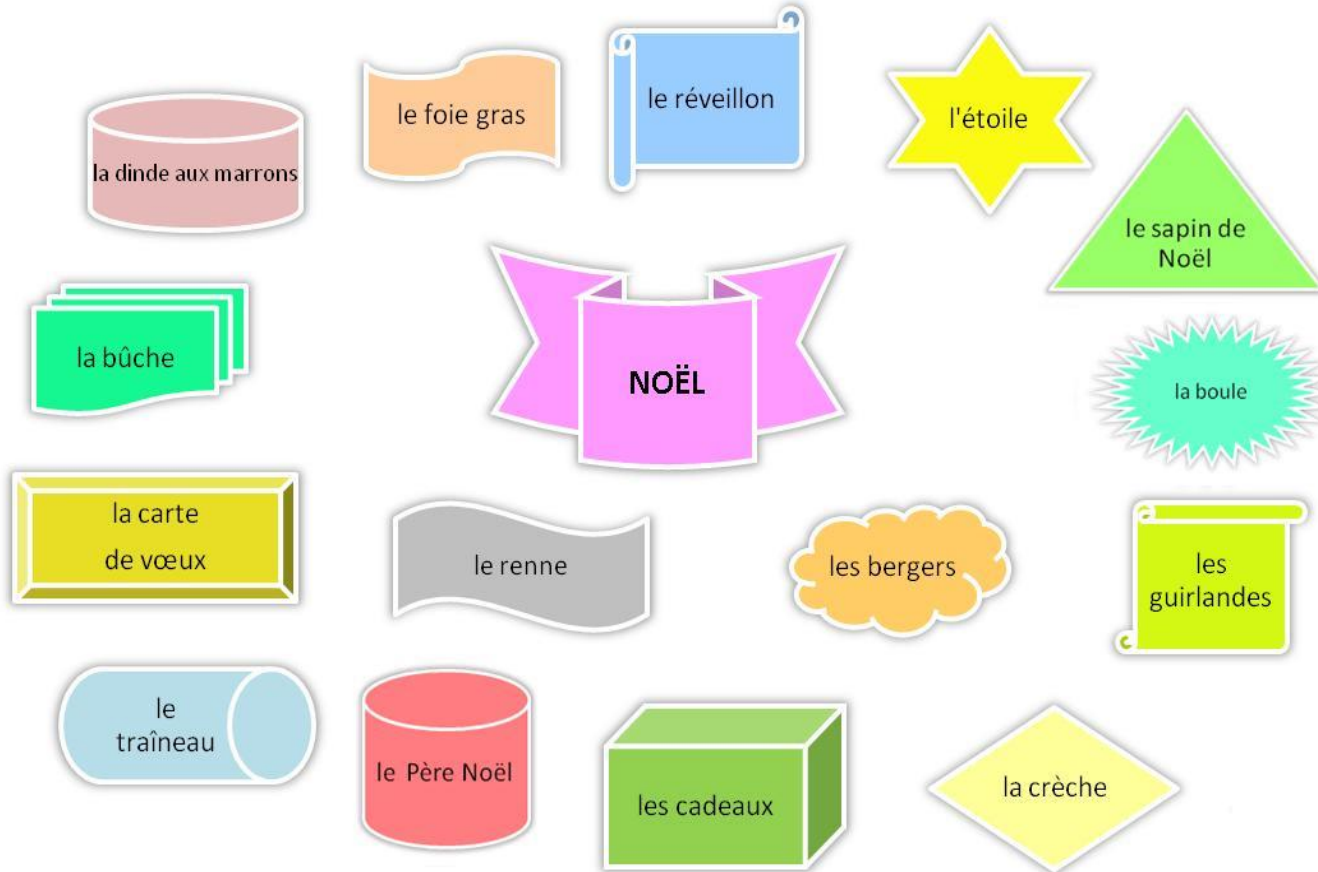 le réveillon
le foie gras
l'étoile
la dinde aux marrons
le sapin de
Noël
la bûche
NOËL
la boule
la carte
de vœux
le renne
les bergers
les
guirlandes
le
traîneau
le Père Noël
les cadeaux
la crèche